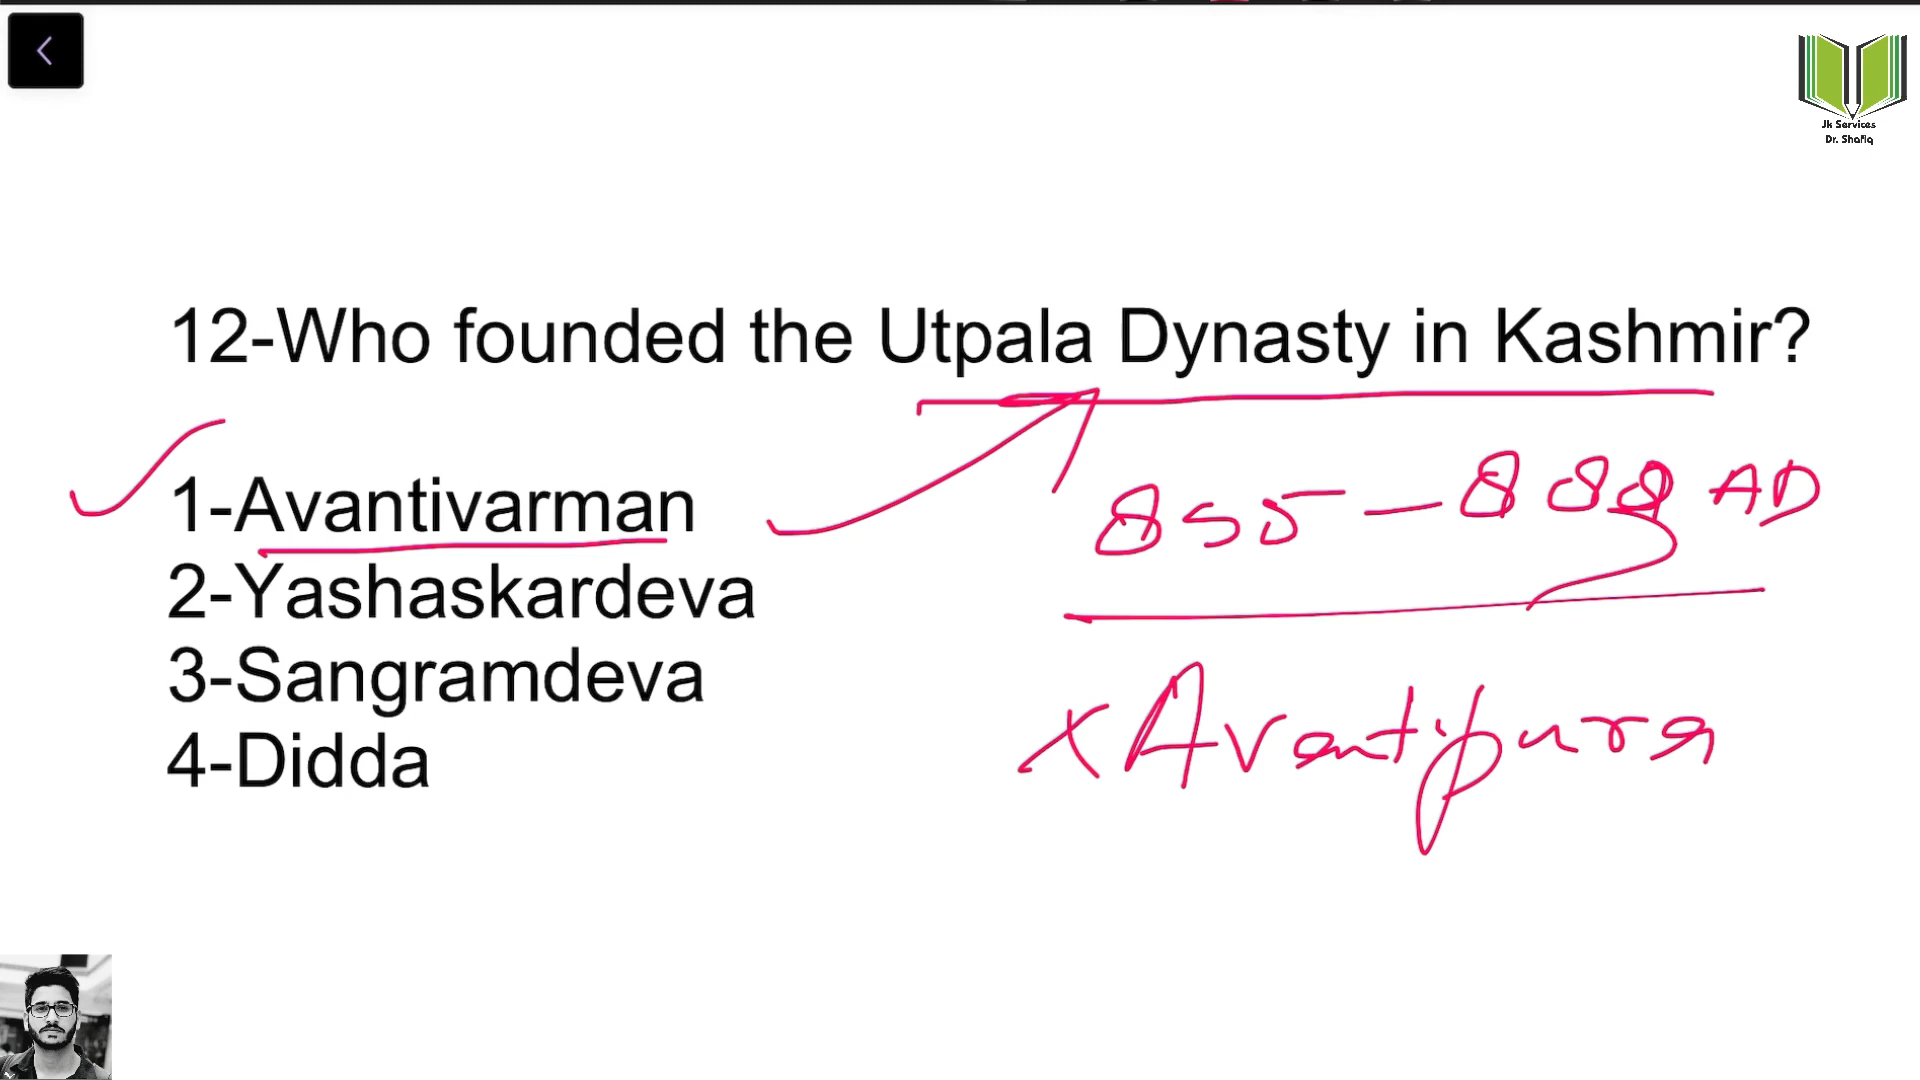 Jk Services
Dr. Shafiq
12-Who founded the Utpala Dynasty in Kashmir?
1-Avantivarman
855-888 AD
2-Yashaskardeva
3-Sangramdeva
x Avantipura
4-Didda